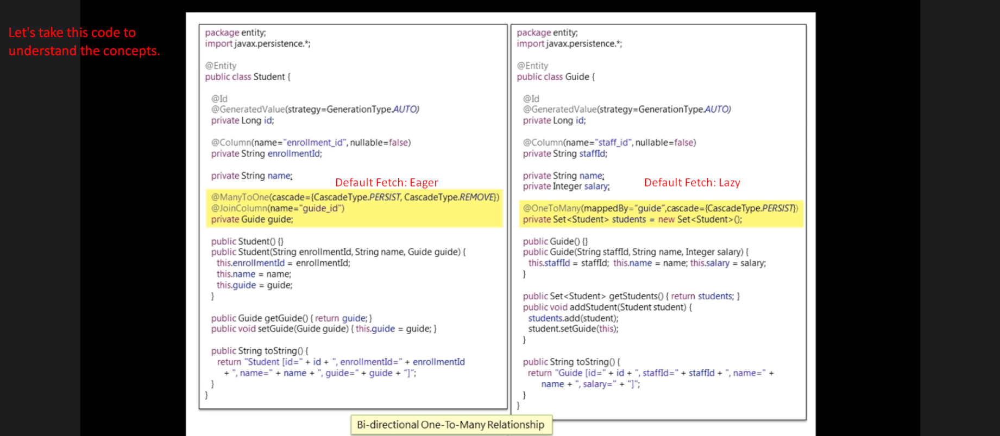 Let's take this code to
understand the concepts.
package entity;
import javax.persistence.*;
@Entity
public class Student {
@Id
@GeneratedValue(strategy=GenerationType.AUTO)
private Long id;
@Column(name="enrollment_id", nullable=false)
private String enrollmentId;
private String name;
Default Fetch: Eager
@ManyToOne(cascade={CascadeType.PERSIST, CascadeType.REMOVE})
@JoinColumn(name="guide_id")
private Guide guide;
public Student() {}
public Student(String enrollmentId, String name, Guide guide) {
this.enrollmentId = enrollmentId;
this.name = name;
this.guide = guide;
}
public Guide getGuide() { return guide; }
public void setGuide(Guide guide) { this.guide = guide; }
public String toString() {
return "Student [id=" + id + ", enrollmentId=" + enrollmentId
+ ", name=" + name + ", guide=" + guide + "]";
}
}
package entity;
import javax.persistence.*;
@Entity
public class Guide {
@Id
@GeneratedValue(strategy=GenerationType.AUTO)
private Long id;
@Column(name="staff_id", nullable=false)
private String staffId;
private String name;
private Integer salary;
Default Fetch: Lazy
@OneToMany(mappedBy="guide",cascade={CascadeType.PERSIST})
private Set<Student> students = new Set<Student>();
public Guide() {}
public Guide(String staffId, String name, Integer salary) {
this.staffId = staffId; this.name = name; this.salary = salary;
}
public Set<Student> getStudents() { return students; }
public void addStudent(Student student) {
students.add(student);
student.setGuide(this);
}
public String toString() {
return "Guide [id=" + id + ", staffId=" + staffId + ", name=" +
name + ", salary=" + "]";
}
}
Bi-directional One-To-Many Relationship